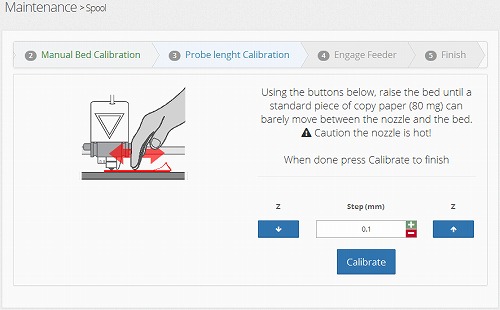 Maintenance > Spool
2 Manual Bed Calibration 3 Probe lenght Calibration 4 Engage Feeder 5 Finish
Using the buttons below, raise the bed until a
standard piece of copy paper (80 mg) can
barely move between the nozzle and the bed.
Caution the nozzle is hot!
When done press Calibrate to finish
Z Step (mm) Z
0.1
Calibrate